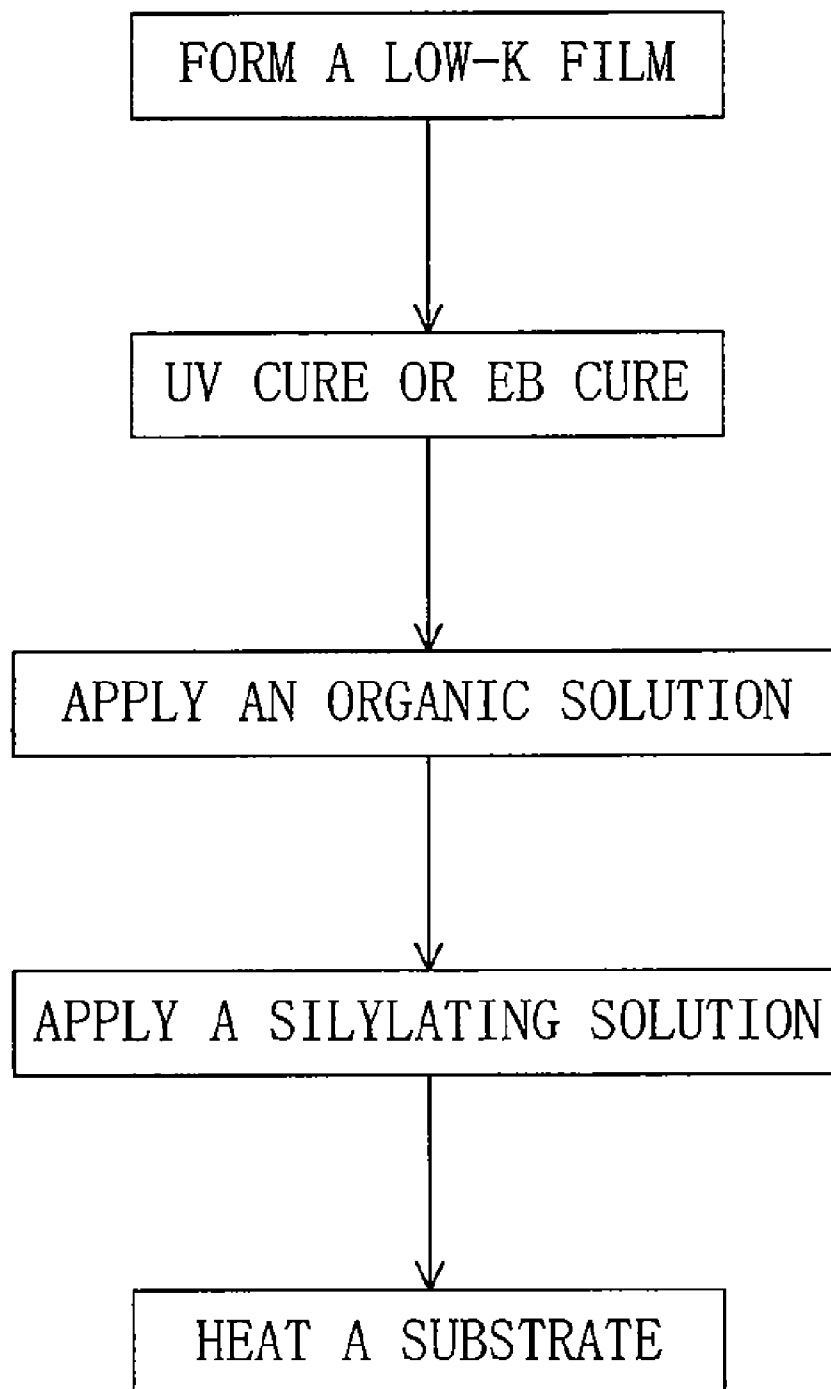 FORM A LOW-K FILM
UV CURE OR EB CURE
APPLY AN ORGANIC SOLUTION
APPLY A SILYLATING SOLUTION
HEAT A SUBSTRATE